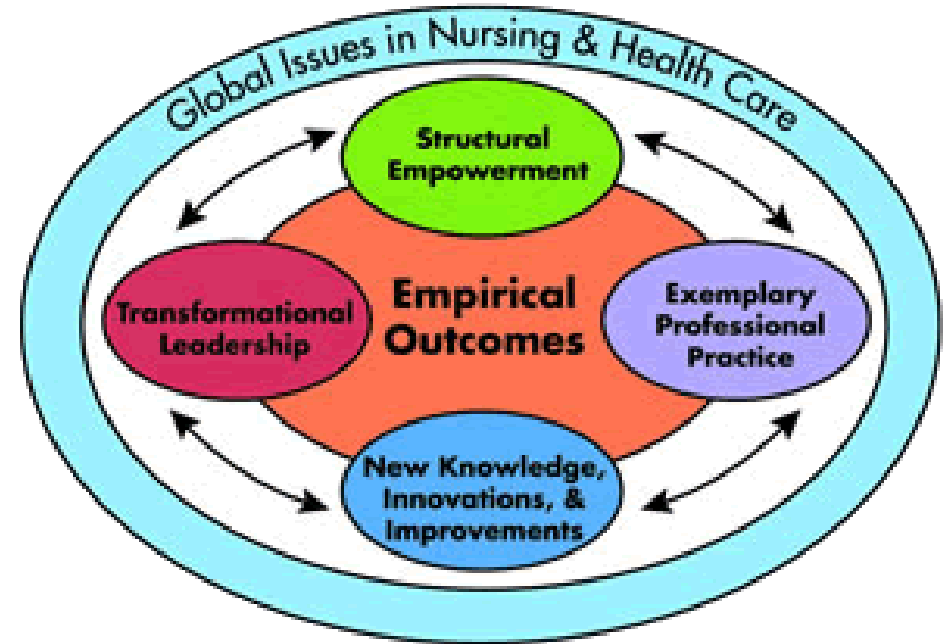 Global Issues in Nursing & Health Care
Structural
Empowerment
Transformational
Leadership
Empirical
Outcomes
Exemplary
Professional
Practice
New Knowledge,
Innovations, &
Improvements